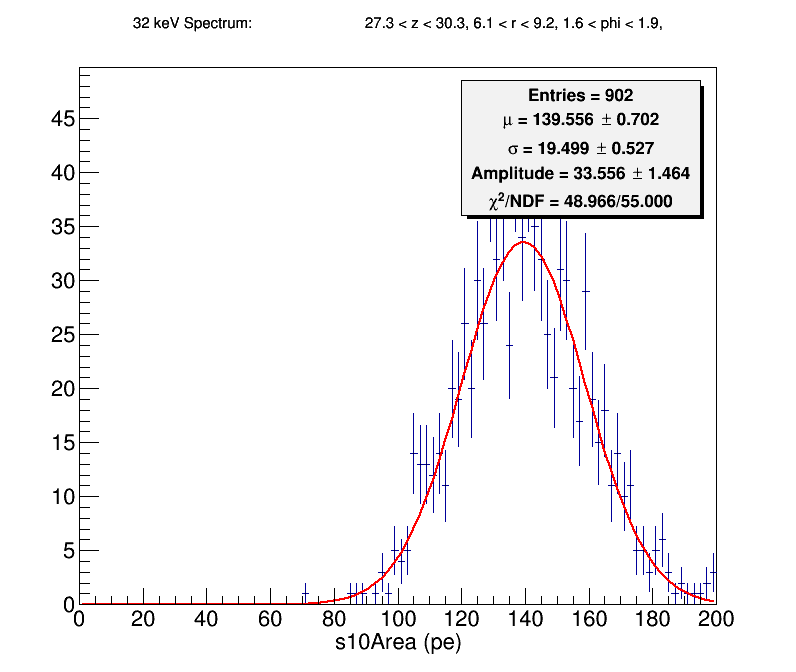 32 keV Spectrum: 27.3 < z < 30.3, 6.1 < r < 9.2, 1.6 < phi < 1.9,
Entries = 902
μ = 139.556 ± 0.702
σ = 19.499 ± 0.527
Amplitude = 33.556 ± 1.464
χ²/NDF = 48.966/55.000
45
40
35
30
25
20
15
10
5
0
0 20 40 60 80 100 120 140 160 180 200
s10Area (pe)